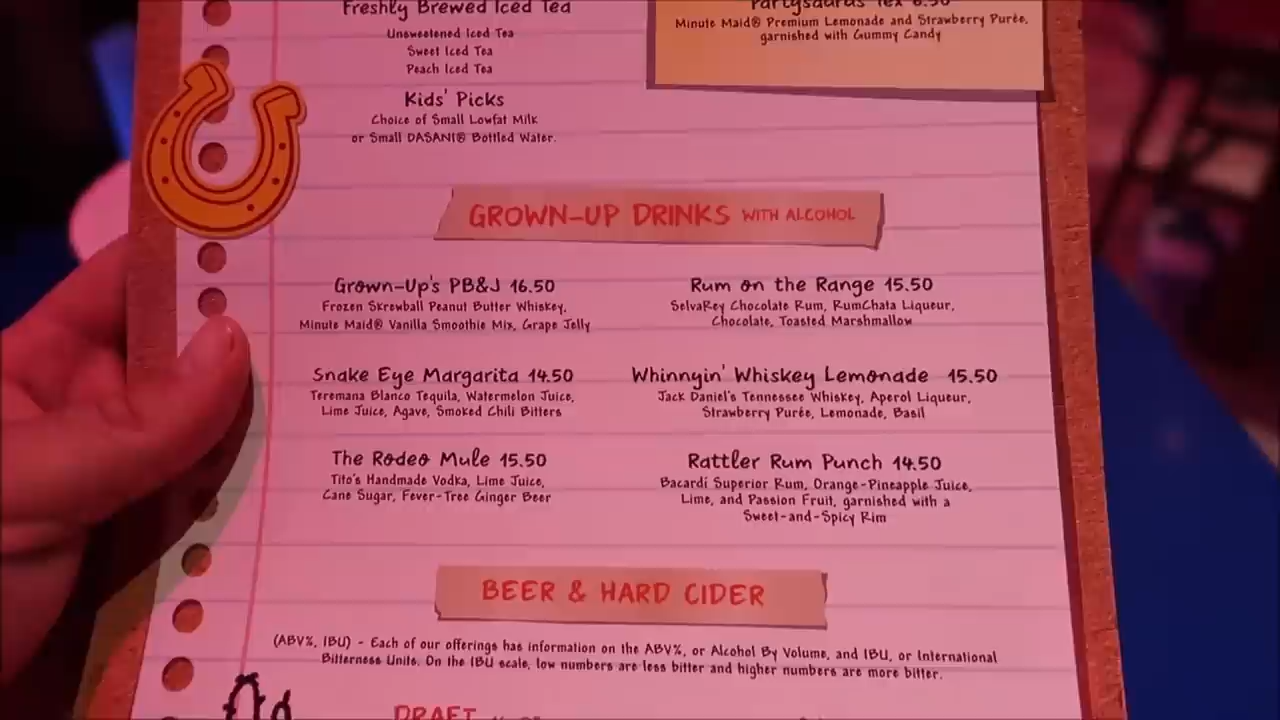 Freshly Brewed Iced Tea
Unsweetened Iced Tea
Sweet Iced Tea
Peach Iced Tea
Kids' Picks
Choice of Small Lowfat Milk
or Small DASANI® Bottled Water.
Partysaurus Tex 6.50
Minute Maid® Premium Lemonade and Strawberry Purée,
garnished with Gummy Candy
GROWN-UP DRINKS WITH ALCOHOL
Grown-Up's PB&J 16.50
Frozen Skrewball Peanut Butter Whiskey,
Minute Maid® Vanilla Smoothie Mix, Grape Jelly
Snake Eye Margarita 14.50
Teremana Blanco Tequila, Watermelon Juice,
Lime Juice, Agave, Smoked Chili Bitters
The Rodeo Mule 15.50
Tito's Handmade Vodka, Lime Juice,
Cane Sugar, Fever-Tree Ginger Beer
Rum on the Range 15.50
SelvaRey Chocolate Rum, RumChata Liqueur,
Chocolate, Toasted Marshmallow
Whinnyin' Whiskey Lemonade 15.50
Jack Daniel's Tennessee Whiskey, Aperol Liqueur,
Strawberry Purée, Lemonade, Basil
Rattler Rum Punch 14.50
Bacardi Superior Rum, Orange-Pineapple Juice,
Lime, and Passion Fruit, garnished with a
Sweet-and-Spicy Rim
BEER & HARD CIDER
(ABV%, IBU) - Each of our offerings has information on the ABV%, or Alcohol By Volume, and IBU, or International
Bitterness Units. On the IBU scale, low numbers are less bitter and higher numbers are more bitter.
DRAFT